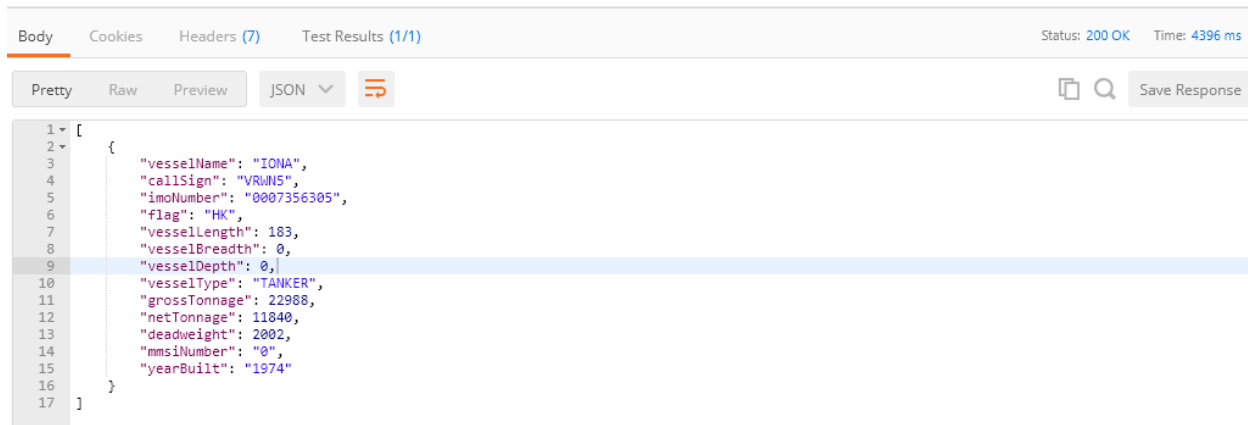 Body Cookies Headers (7) Test Results (1/1) Status: 200 OK Time: 4396 ms
Pretty Raw Preview JSON Save Response
1 [
2 {
3 "vesselName": "IONA",
4 "callSign": "VRWN5",
5 "imoNumber": "0007356305",
6 "flag": "HK",
7 "vesselLength": 183,
8 "vesselBreadth": 0,
9 "vesselDepth": 0,
10 "vesselType": "TANKER",
11 "grossTonnage": 22988,
12 "netTonnage": 11840,
13 "deadweight": 2002,
14 "mmsiNumber": "0",
15 "yearBuilt": "1974"
16 }
17 ]